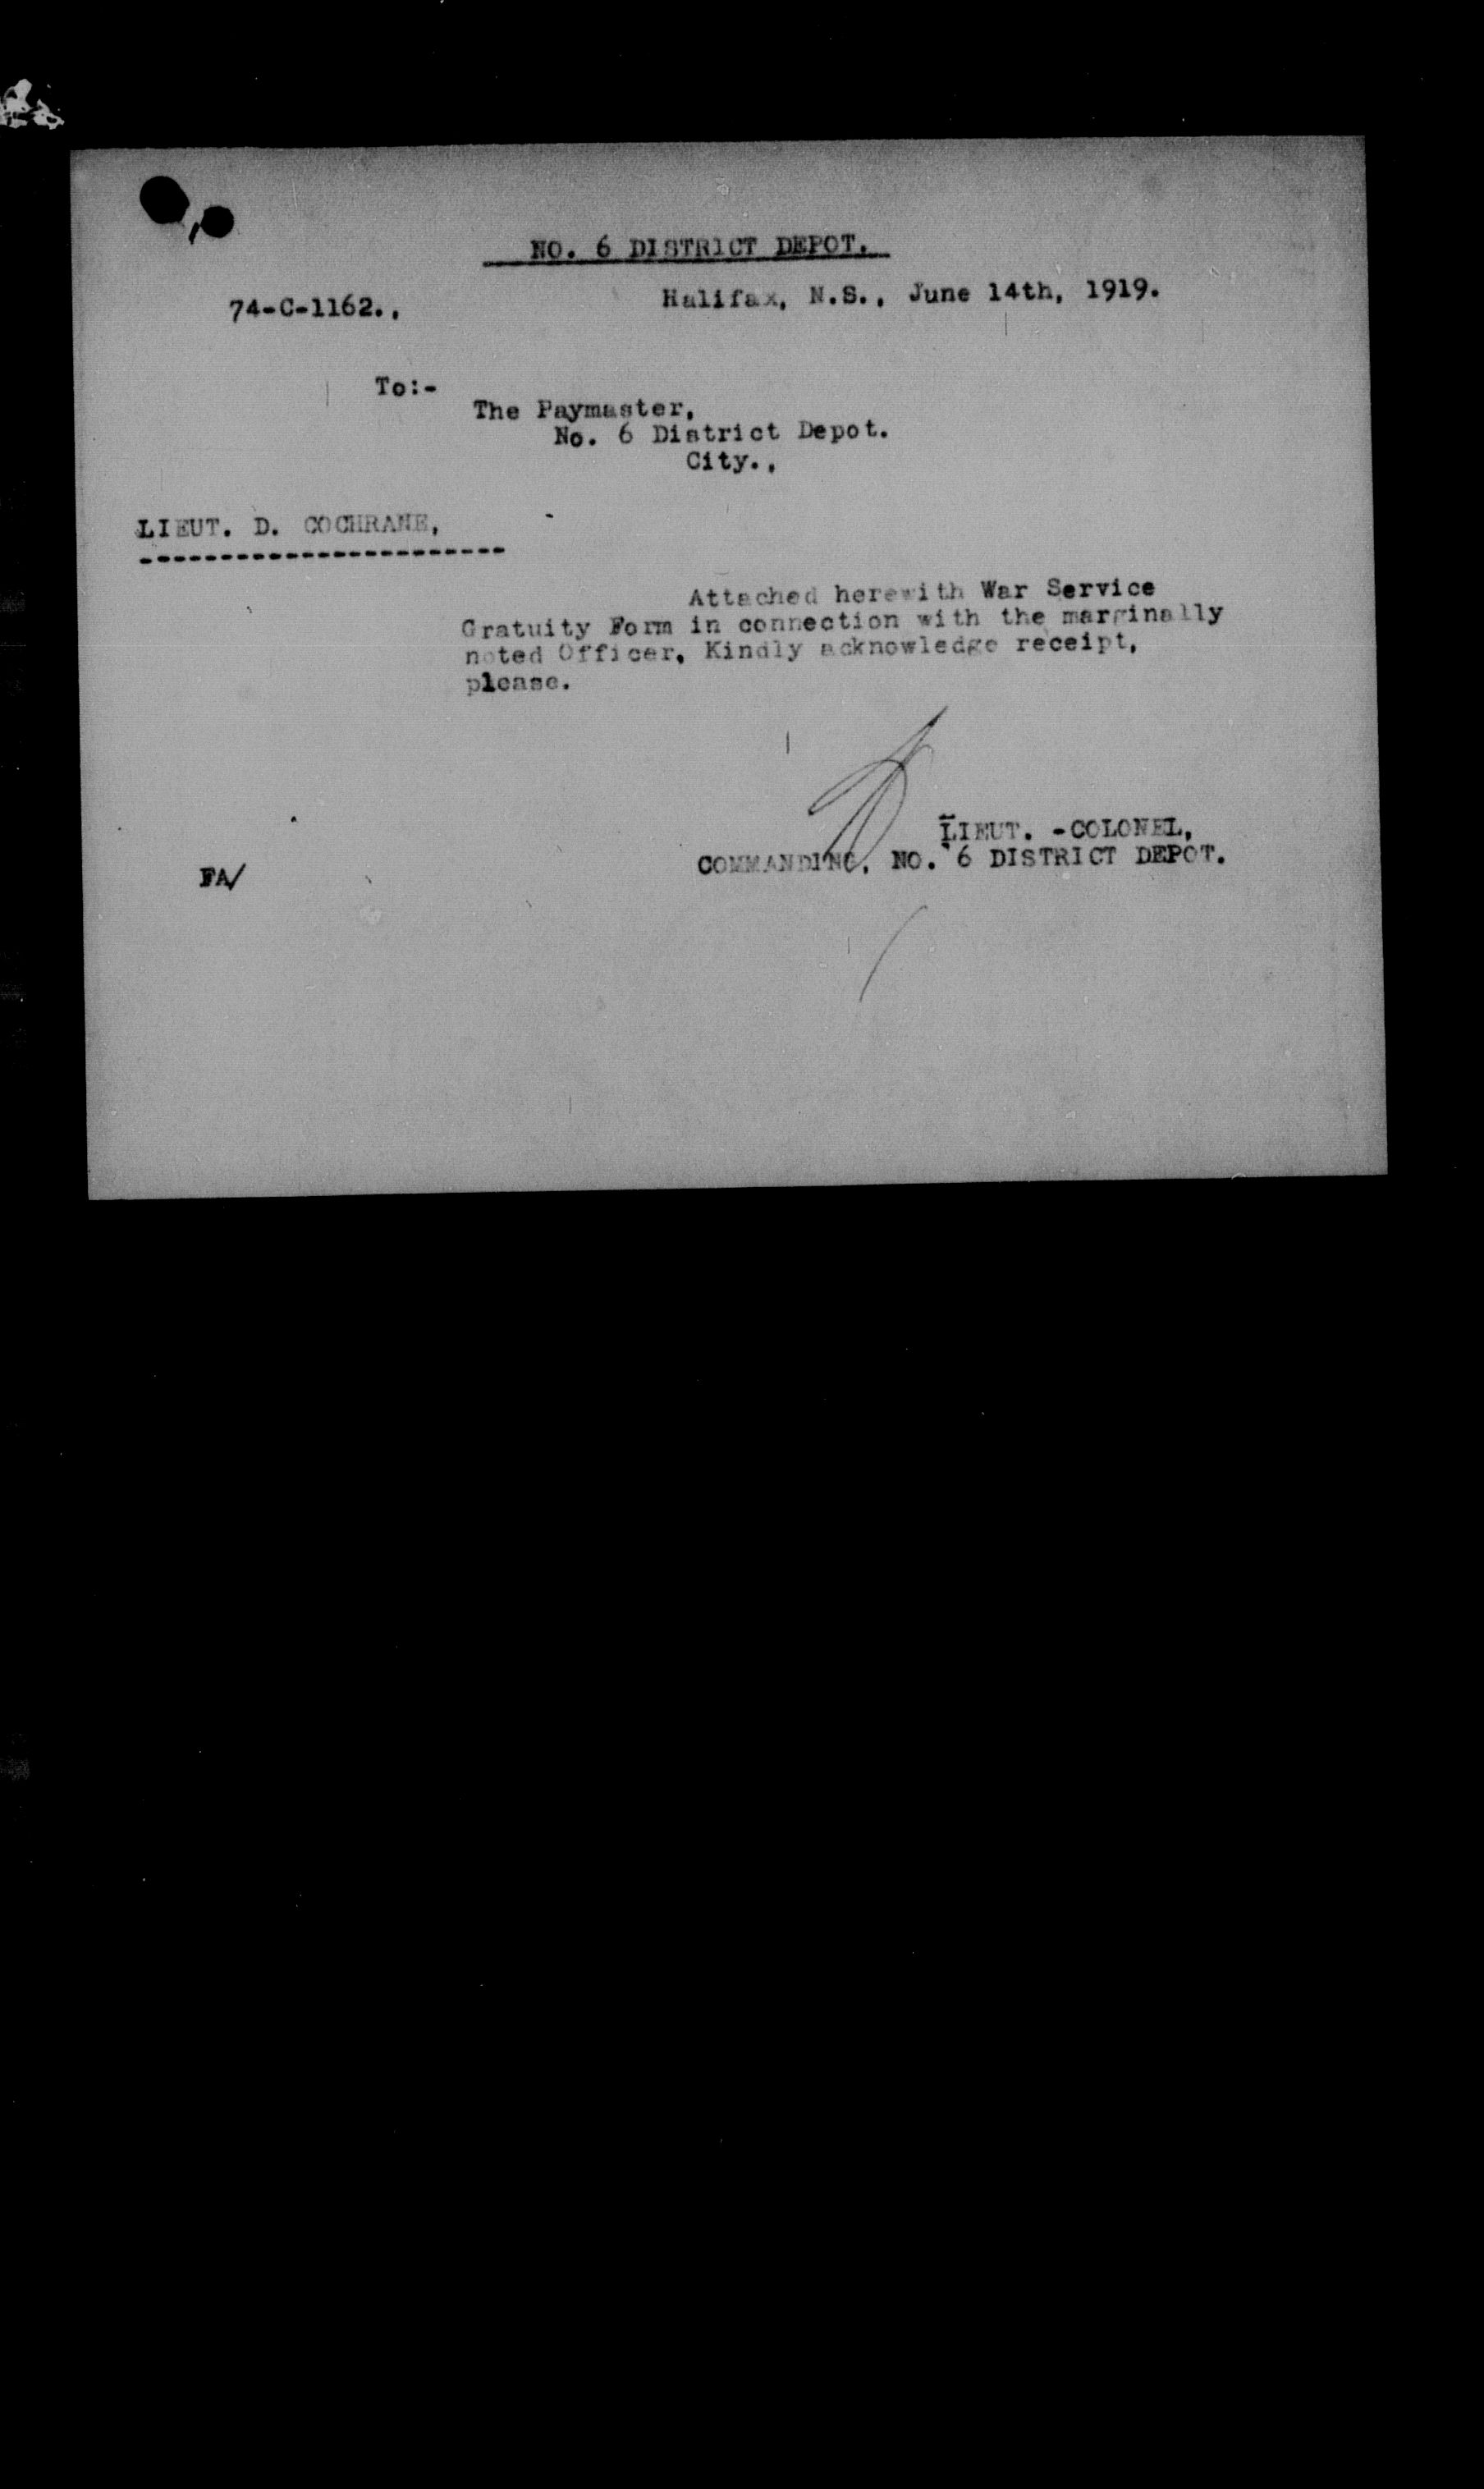 NO. 6 DISTRICT DEPOT.
74-C-1162.,
Halifax, N.S., June 14th, 1919.
To:-
The Paymaster,
No. 6 District Depot.
City.,
LIEUT. D. COCHRANE,
Attached herewith War Service
Gratuity Form in connection with the marginally
noted Officer. Kindly acknowledge receipt,
please.
LIEUT. -COLONEL,
COMMANDING, NO. 6 DISTRICT DEPOT.
FA/